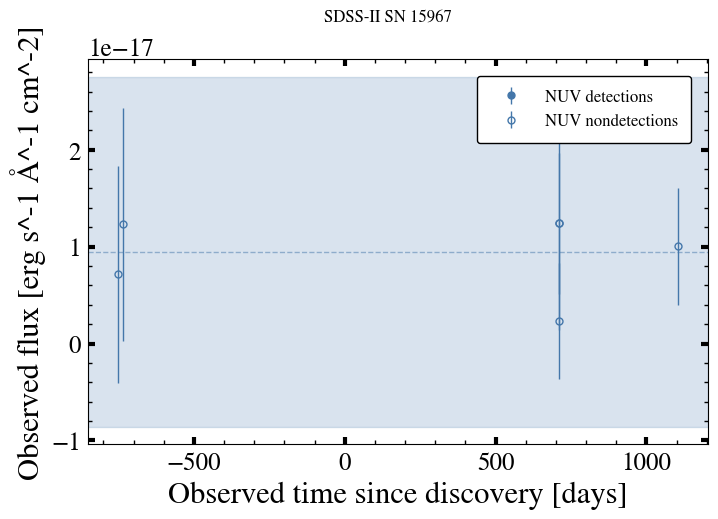 SDSS-II SN 15967
1e−17
NUV detections
NUV nondetections
2
1
0
−1
Observed flux [erg s^-1 Å^-1 cm^-2]
−500
0
500
1000
Observed time since discovery [days]